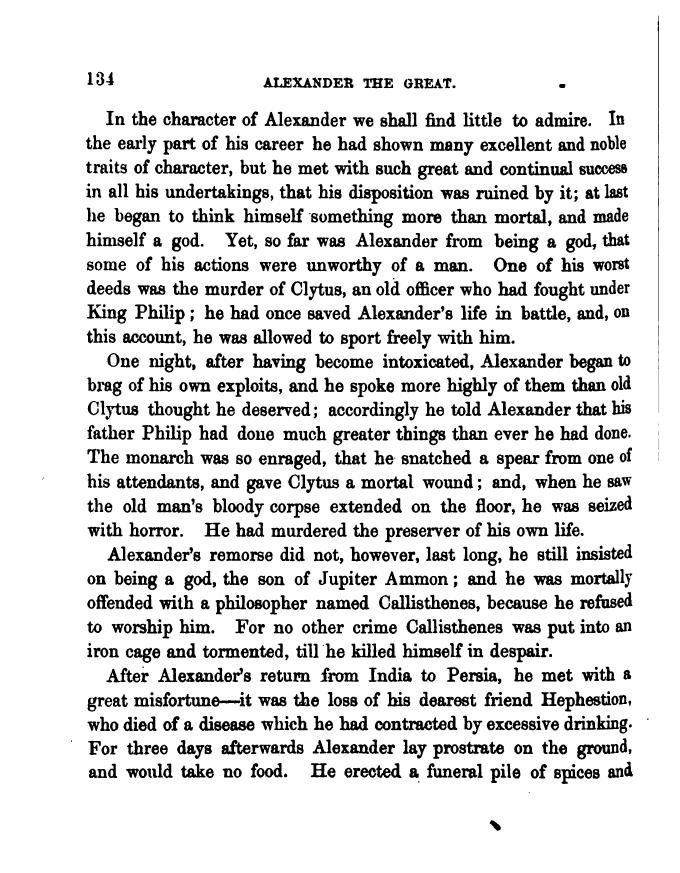 134 ALEXANDER THE GREAT.
In the character of Alexander we shall find little to admire. In
the early part of his career he had shown many excellent and noble
traits of character, but he met with such great and continual success
in all his undertakings, that his disposition was ruined by it; at last
he began to think himself something more than mortal, and made
himself a god. Yet, so far was Alexander from being a god, that
some of his actions were unworthy of a man. One of his worst
deeds was the murder of Clytus, an old officer who had fought under
King Philip; he had once saved Alexander's life in battle, and, on
this account, he was allowed to sport freely with him.
One night, after having become intoxicated, Alexander began to
brag of his own exploits, and he spoke more highly of them than old
Clytus thought he deserved; accordingly he told Alexander that his
father Philip had done much greater things than ever he had done.
The monarch was so enraged, that he snatched a spear from one of
his attendants, and gave Clytus a mortal wound; and, when he saw
the old man's bloody corpse extended on the floor, he was seized
with horror. He had murdered the preserver of his own life.
Alexander's remorse did not, however, last long, he still insisted
on being a god, the son of Jupiter Ammon; and he was mortally
offended with a philosopher named Callisthenes, because he refused
to worship him. For no other crime Callisthenes was put into an
iron cage and tormented, till he killed himself in despair.
After Alexander's return from India to Persia, he met with a
great misfortune—it was the loss of his dearest friend Hephestion,
who died of a disease which he had contracted by excessive drinking.
For three days afterwards Alexander lay prostrate on the ground,
and would take no food. He erected a funeral pile of spices and